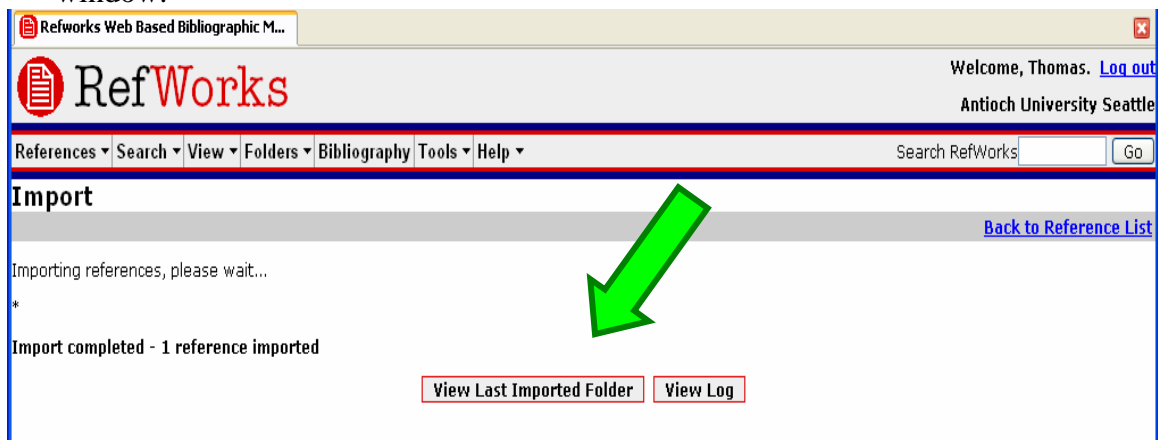 window.
Refworks Web Based Bibliographic M...
RefWorks
Welcome, Thomas. Log out
Antioch University Seattle
References Search View Folders Bibliography Tools Help Search RefWorks Go
Import
Back to Reference List
Importing references, please wait...
*
Import completed - 1 reference imported
View Last Imported Folder View Log